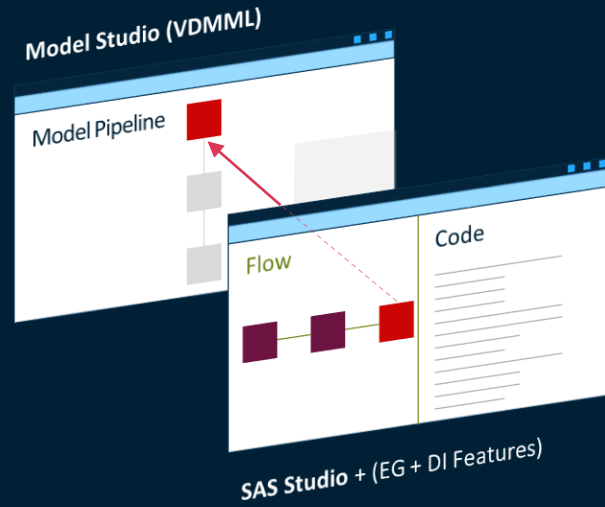 Model Studio (VDMML)
Model Pipeline
Flow
Code
SAS Studio + (EG + DI Features)